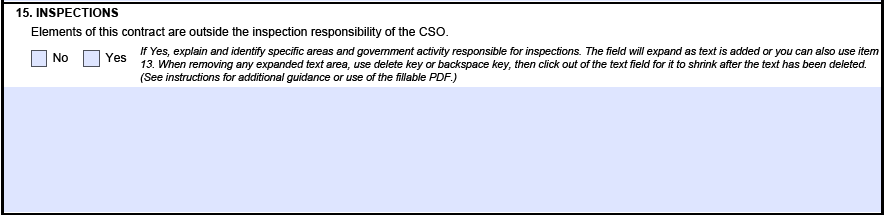 15. INSPECTIONS
Elements of this contract are outside the inspection responsibility of the CSO.
No Yes If Yes, explain and identify specific areas and government activity responsible for inspections. The field will expand as text is added or you can also use item
13. When removing any expanded text area, use delete key or backspace key, then click out of the text field for it to shrink after the text has been deleted.
(See instructions for additional guidance or use of the fillable PDF.)